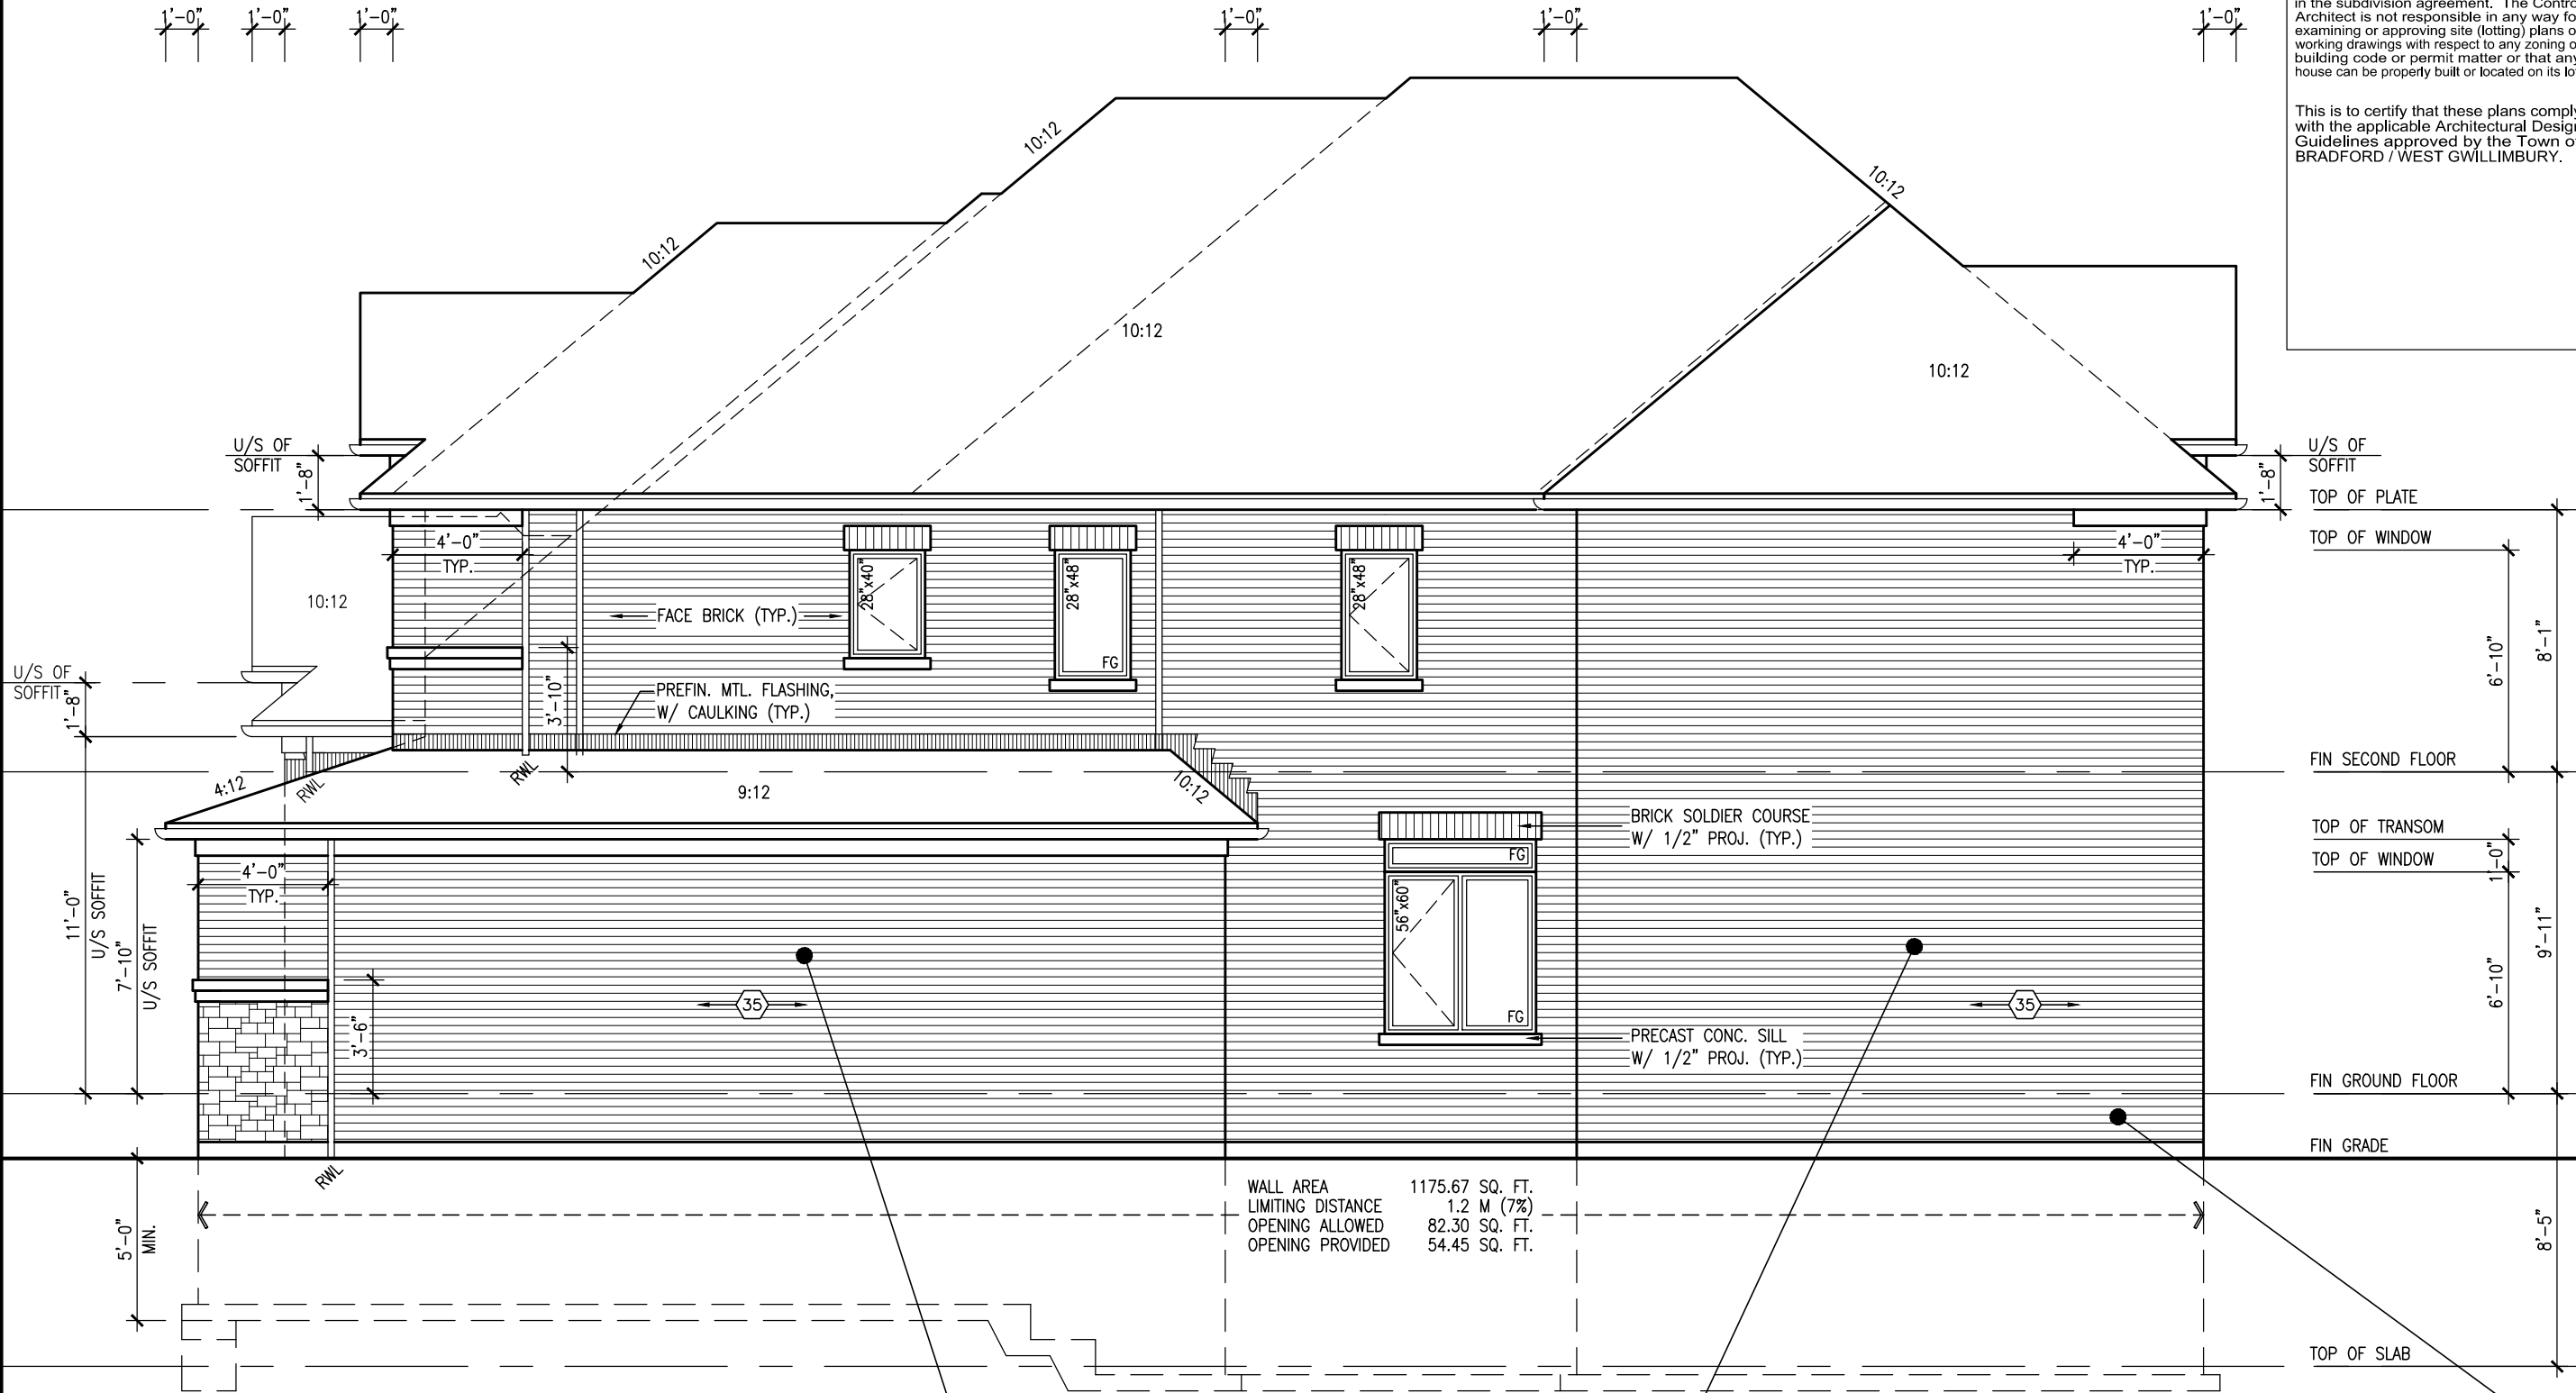 1'-0"
1'-0"
1'-0"
1'-0"
1'-0"
1'-0"
in the subdivision agreement. The
Architect is not responsible in any way
examining or approving site (lotting) plans
working drawings with respect to any zoning
building code or permit matter or that
house can be properly built or located on its
This is to certify that these plans
with the applicable Architectural
Guidelines approved by the Town
BRADFORD / WEST GWILLIMBURY.
10:12
10:12
10:12
10:12
10:12
U/S OF
SOFFIT
1'-8"
U/S OF
SOFFIT
1'-8"
TOP OF PLATE
TOP OF WINDOW
4'-0"
TYP.
4'-0"
TYP.
10:12
28"x40"
28"x48"
FG
28"x48"
FACE BRICK (TYP.)
6'-10"
8'-1"
U/S OF
SOFFIT
1'-8"
3'-10"
PREFIN. MTL. FLASHING,
W/ CAULKING (TYP.)
FIN SECOND FLOOR
4:12
RWL
RWL
9:12
10:12
BRICK SOLDIER COURSE
W/ 1/2" PROJ. (TYP.)
TOP OF TRANSOM
TOP OF WINDOW
1'-0"
FG
4'-0"
TYP.
56"x60"
FG
11'-0"
U/S SOFFIT
7'-10"
U/S SOFFIT
3'-6"
35
35
6'-10"
9'-11"
PRECAST CONC. SILL
W/ 1/2" PROJ. (TYP.)
FIN GROUND FLOOR
FIN GRADE
RWL
WALL AREA 1175.67 SQ. FT.
LIMITING DISTANCE 1.2 M (7%)
OPENING ALLOWED 82.30 SQ. FT.
OPENING PROVIDED 54.45 SQ. FT.
5'-0"
MIN.
8'-5"
TOP OF SLAB